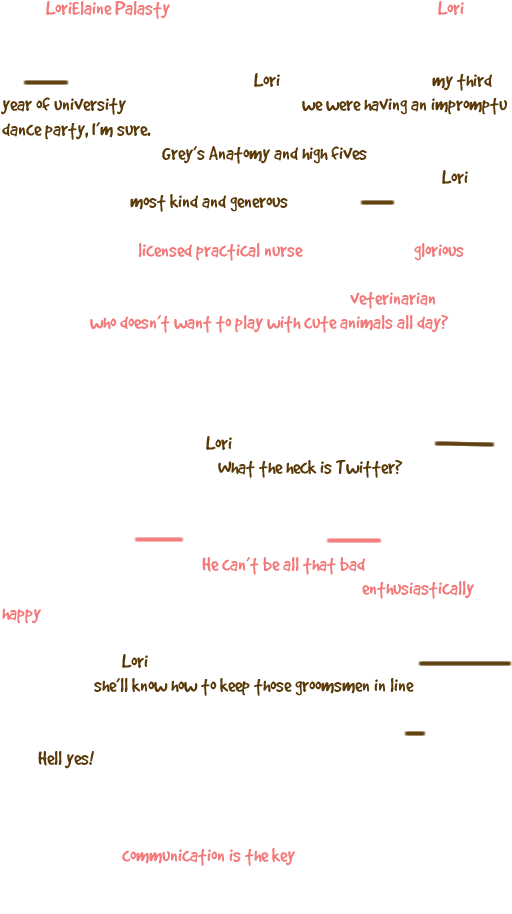 LoriElaine Palasty Lori
Lori my third
year of university we were having an impromptu
dance party, I'm sure.
Grey's Anatomy and high fives
Lori
most kind and generous
licensed practical nurse glorious
veterinarian
who doesn't want to play with cute animals all day?
Lori
What the heck is Twitter?
He can't be all that bad
enthusiastically
happy
Lori
she'll know how to keep those groomsmen in line
Hell yes!
communication is the key